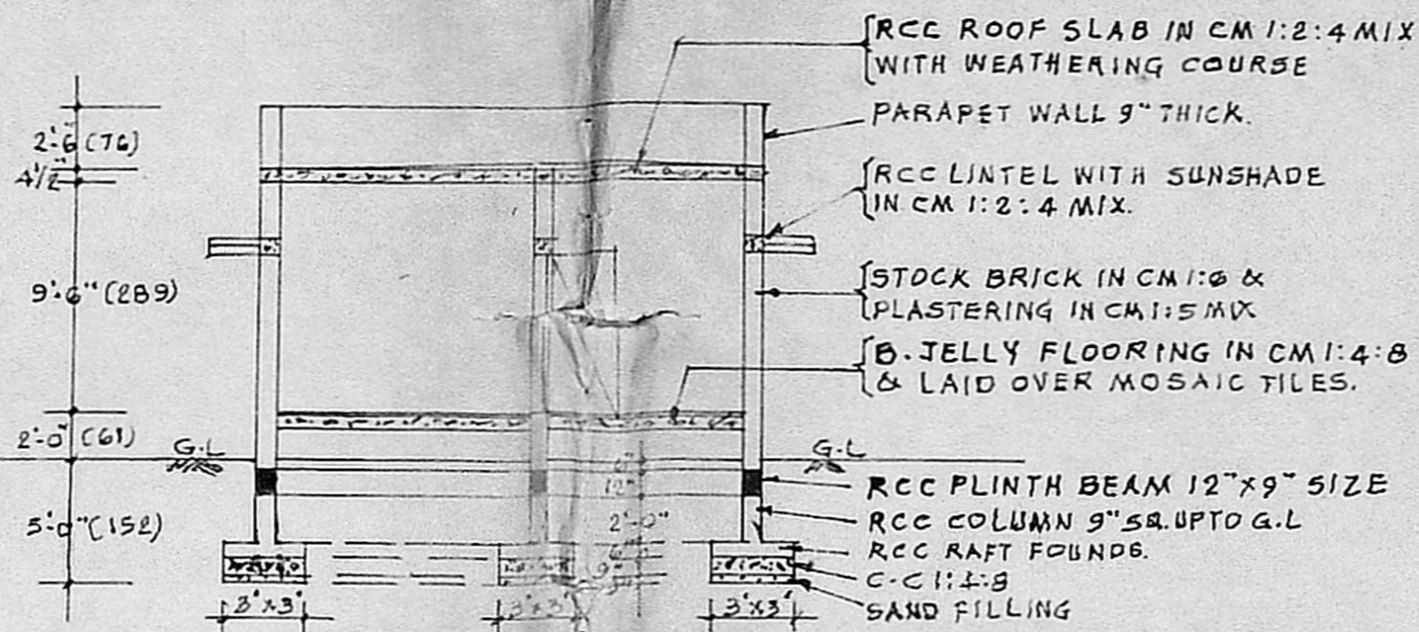 RCC ROOF SLAB IN CM 1:2:4 MIX
WITH WEATHERING COURSE
PARAPET WALL 9" THICK.
RCC LINTEL WITH SUNSHADE
IN CM 1:2:4 MIX.
STOCK BRICK IN CM 1:6 &
PLASTERING IN CM 1:5 MIX
B. JELLY FLOORING IN CM 1:4:8
& LAID OVER MOSAIC TILES.
RCC PLINTH BEAM 12"X9" SIZE
RCC COLUMN 9" SQ. UPTO G.L
RCC RAFT FOUNDS.
C.C 1:4:8
SAND FILLING
2'-6" (76)
4½"
9'-6" (289)
2'-0" (61)
5'-0" (152)
G.L
G.L
12"
2'-0"
9"
3'X3'
3'X3'
3'X3'